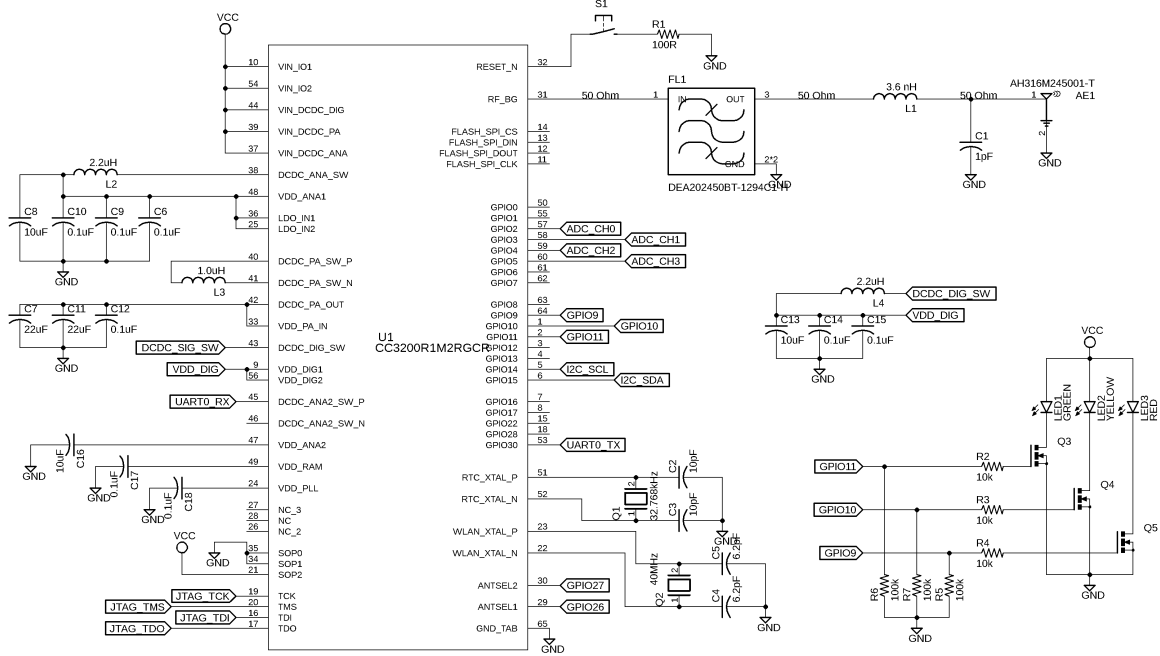 S1
VCC
R1
100R
GND
10 VIN_IO1
RESET_N 32
54 VIN_IO2
FL1
AH316M245001-T
AE1
44 VIN_DCDC_DIG
RF_BG 31
50 Ohm
1 IN OUT 3
50 Ohm
3.6 nH
L1
50 Ohm
1
2
GND
39 VIN_DCDC_PA
FLASH_SPI_CS 14
FLASH_SPI_DIN 13
37 VIN_DCDC_ANA
FLASH_SPI_DOUT 12
FLASH_SPI_CLK 11
GND 2*2
GND
DEA202450BT-1294C1-H
C1
1pF
GND
2.2uH
L2
38 DCDC_ANA_SW
48 VDD_ANA1
36 LDO_IN1
25 LDO_IN2
C8
10uF
C10
0.1uF
C9
0.1uF
C6
0.1uF
GND
GPIO0 50
GPIO1 55
GPIO2 57 ADC_CH0
GPIO3 58 ADC_CH1
GPIO4 59 ADC_CH2
GPIO5 60 ADC_CH3
GPIO6 61
GPIO7 62
40 DCDC_PA_SW_P
1.0uH
L3
41 DCDC_PA_SW_N
42 DCDC_PA_OUT
33 VDD_PA_IN
C7
22uF
C11
22uF
C12
0.1uF
GND
GPIO8 63
GPIO9 64 GPIO9
GPIO10 1 GPIO10
GPIO11 2 GPIO11
GPIO12 3
GPIO13 4
GPIO14 5 I2C_SCL
GPIO15 6 I2C_SDA
U1
CC3200R1M2RGCR
2.2uH
L4
DCDC_DIG_SW
VDD_DIG
C13
10uF
C14
0.1uF
C15
0.1uF
GND
DCDC_SIG_SW 43 DCDC_DIG_SW
VDD_DIG 9 VDD_DIG1
56 VDD_DIG2
UART0_RX 45 DCDC_ANA2_SW_P
46 DCDC_ANA2_SW_N
GPIO16 7
GPIO17 8
GPIO22 15
GPIO28 18
GPIO30 53 UART0_TX
VCC
LED1
GREEN
LED2
YELLOW
LED3
RED
47 VDD_ANA2
C16
10uF
GND
49 VDD_RAM
C17
0.1uF
GND
24 VDD_PLL
C18
0.1uF
GND
27 NC_3
28 NC
26 NC_2
RTC_XTAL_P 51
RTC_XTAL_N 52
WLAN_XTAL_P 23
WLAN_XTAL_N 22
Q1
1
2
32.768kHz
C2
10pF
C3
10pF
GND
Q2
1
2
40MHz
C5
6.2pF
C4
6.2pF
GND
VCC
GND
35 SOP0
34 SOP1
21 SOP2
ANTSEL2 30 GPIO27
ANTSEL1 29 GPIO26
GND_TAB 65
GND
JTAG_TCK 19 TCK
JTAG_TMS 20 TMS
JTAG_TDI 16 TDI
JTAG_TDO 17 TDO
GPIO11
R2
10k
Q3
GPIO10
R3
10k
Q4
GPIO9
R4
10k
Q5
R6
100k
R7
100k
R5
100k
GND
GND